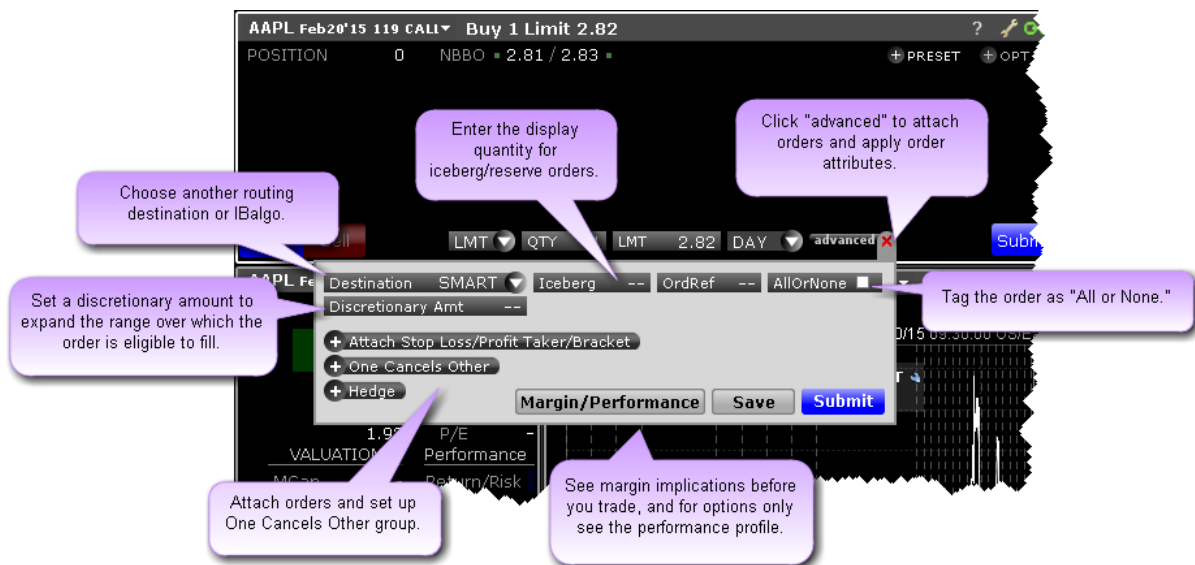 AAPL Feb20'15 119 CALL Buy 1 Limit 2.82 ?
POSITION 0 NBBO 2.81 / 2.83 + PRESET + OPT
Click "advanced" to attach
orders and apply order
attributes.
Enter the display
quantity for
iceberg/reserve orders.
Choose another routing
destination or IBalgo.
LMT QTY LMT 2.82 DAY advanced
Destination SMART Iceberg -- OrdRef -- AllOrNone
Discretionary Amt --
Tag the order as "All or None."
Set a discretionary amount to
expand the range over which the
order is eligible to fill.
+ Attach Stop Loss/Profit Taker/Bracket
+ One Cancels Other
+ Hedge
Margin/Performance Save Submit
P/E -
Performance
Return/Risk
Attach orders and set up
One Cancels Other group.
See margin implications before
you trade, and for options only
see the performance profile.